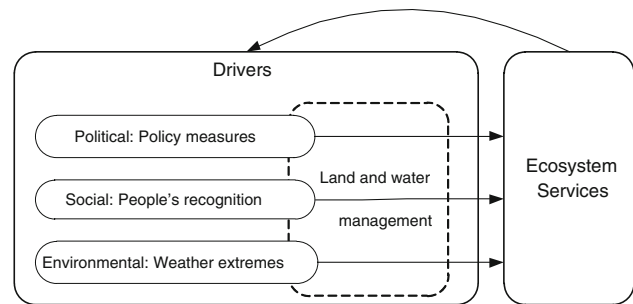 Drivers
Political: Policy measures
Social: People's recognition
Environmental: Weather extremes
Land and water
management
Ecosystem
Services